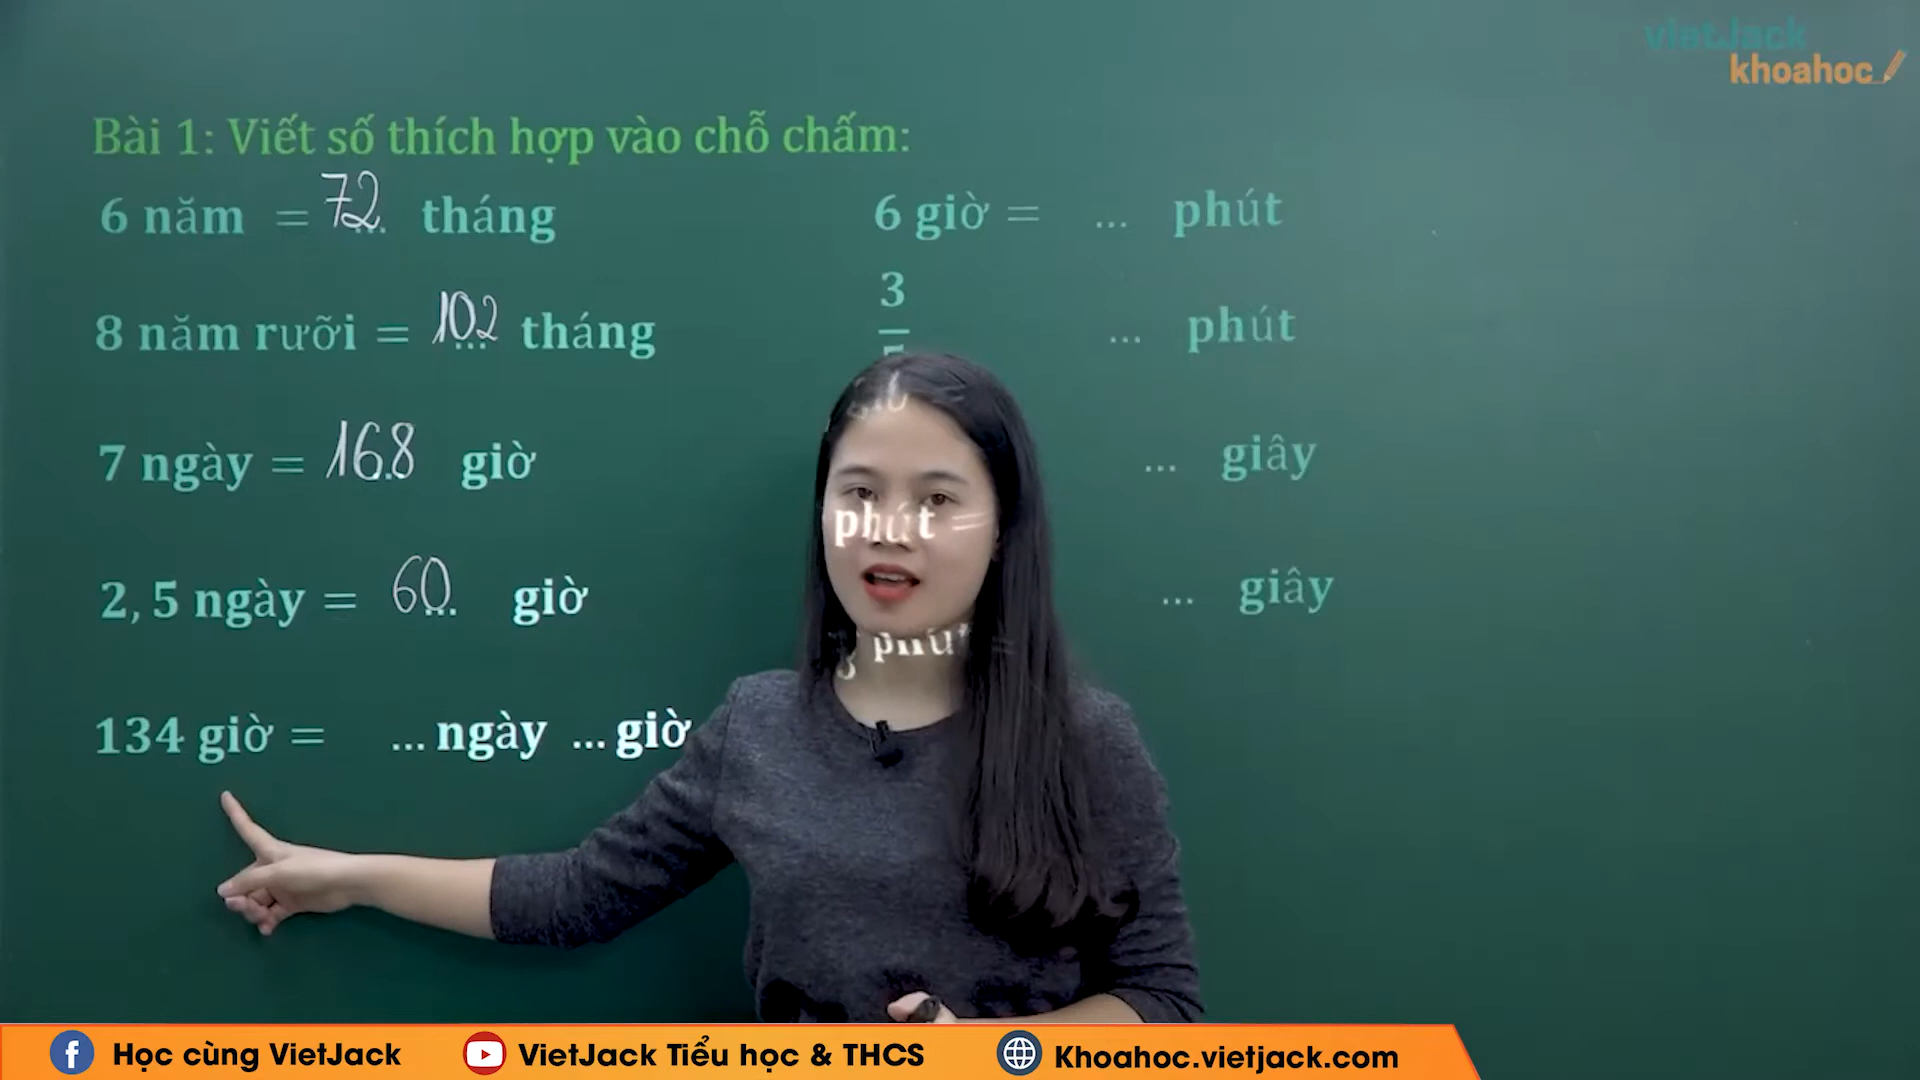 vietJack
khoahoc
Bài 1: Viết số thích hợp vào chỗ chấm:
6 năm = 72... tháng
8 năm rưỡi = 102... tháng
7 ngày = 168 giờ
2,5 ngày = 60... giờ
134 giờ = ... ngày ... giờ
6 giờ = ... phút
3
... phút
phút = ... giây
phút = ... giây
Học cùng VietJack
VietJack Tiểu học & THCS
Khoahoc.vietjack.com